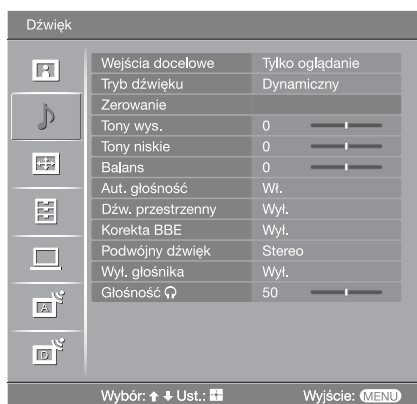 Dźwięk
Wejścia docelowe Tylko oglądanie
Tryb dźwięku Dynamiczny
Zerowanie
Tony wys. 0
Tony niskie 0
Balans 0
Aut. głośność Wł.
Dźw. przestrzenny Wył.
Korekta BBE Wył.
Podwójny dźwięk Stereo
Wył. głośnika Wył.
Głośność 50
A
D
Wybór: Ust.: Wyjście: MENU